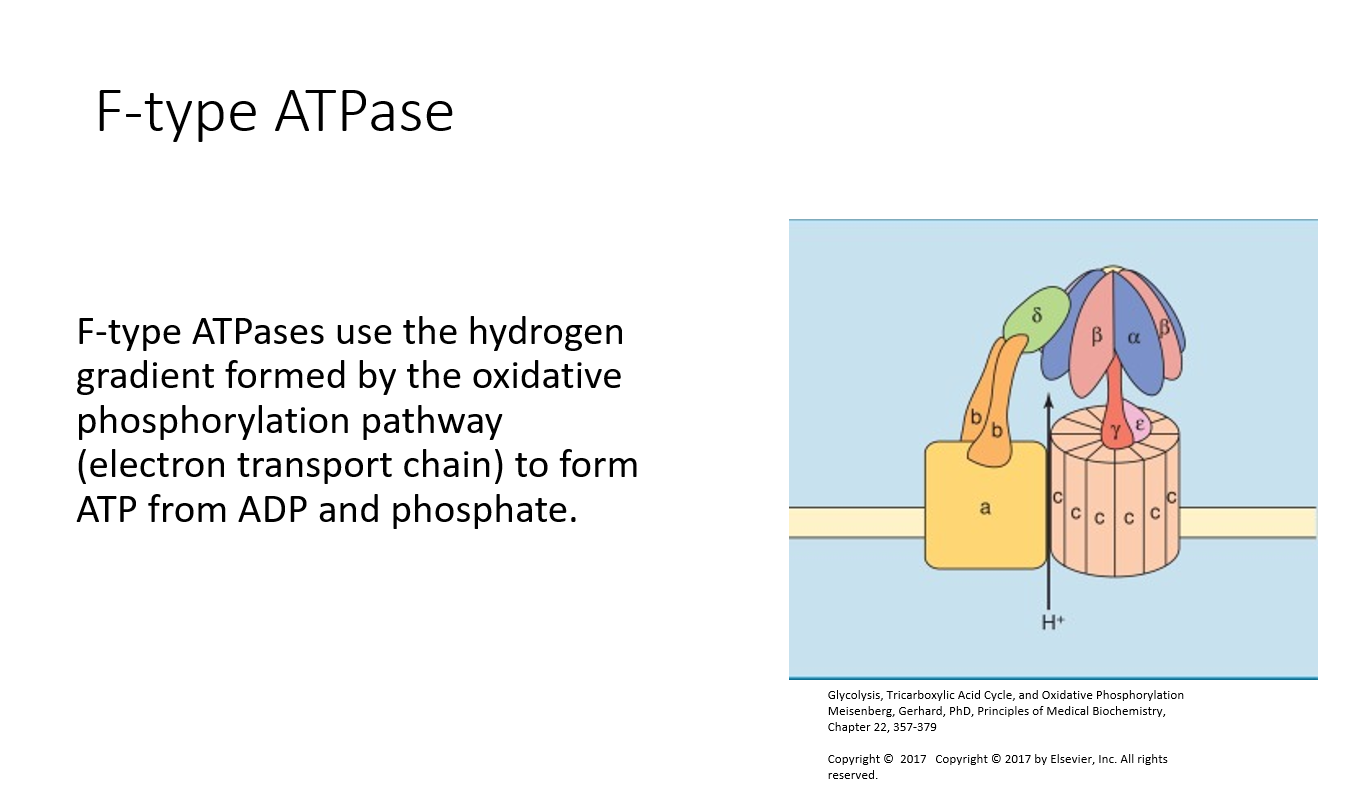 F-type ATPase
F-type ATPases use the hydrogen
gradient formed by the oxidative
phosphorylation pathway
(electron transport chain) to form
ATP from ADP and phosphate.
δ
β
α
β
b
b
γ
ε
a
c
c
c
c
c
c
H⁺
Glycolysis, Tricarboxylic Acid Cycle, and Oxidative Phosphorylation
Meisenberg, Gerhard, PhD, Principles of Medical Biochemistry,
Chapter 22, 357-379
Copyright © 2017 Copyright © 2017 by Elsevier, Inc. All rights
reserved.